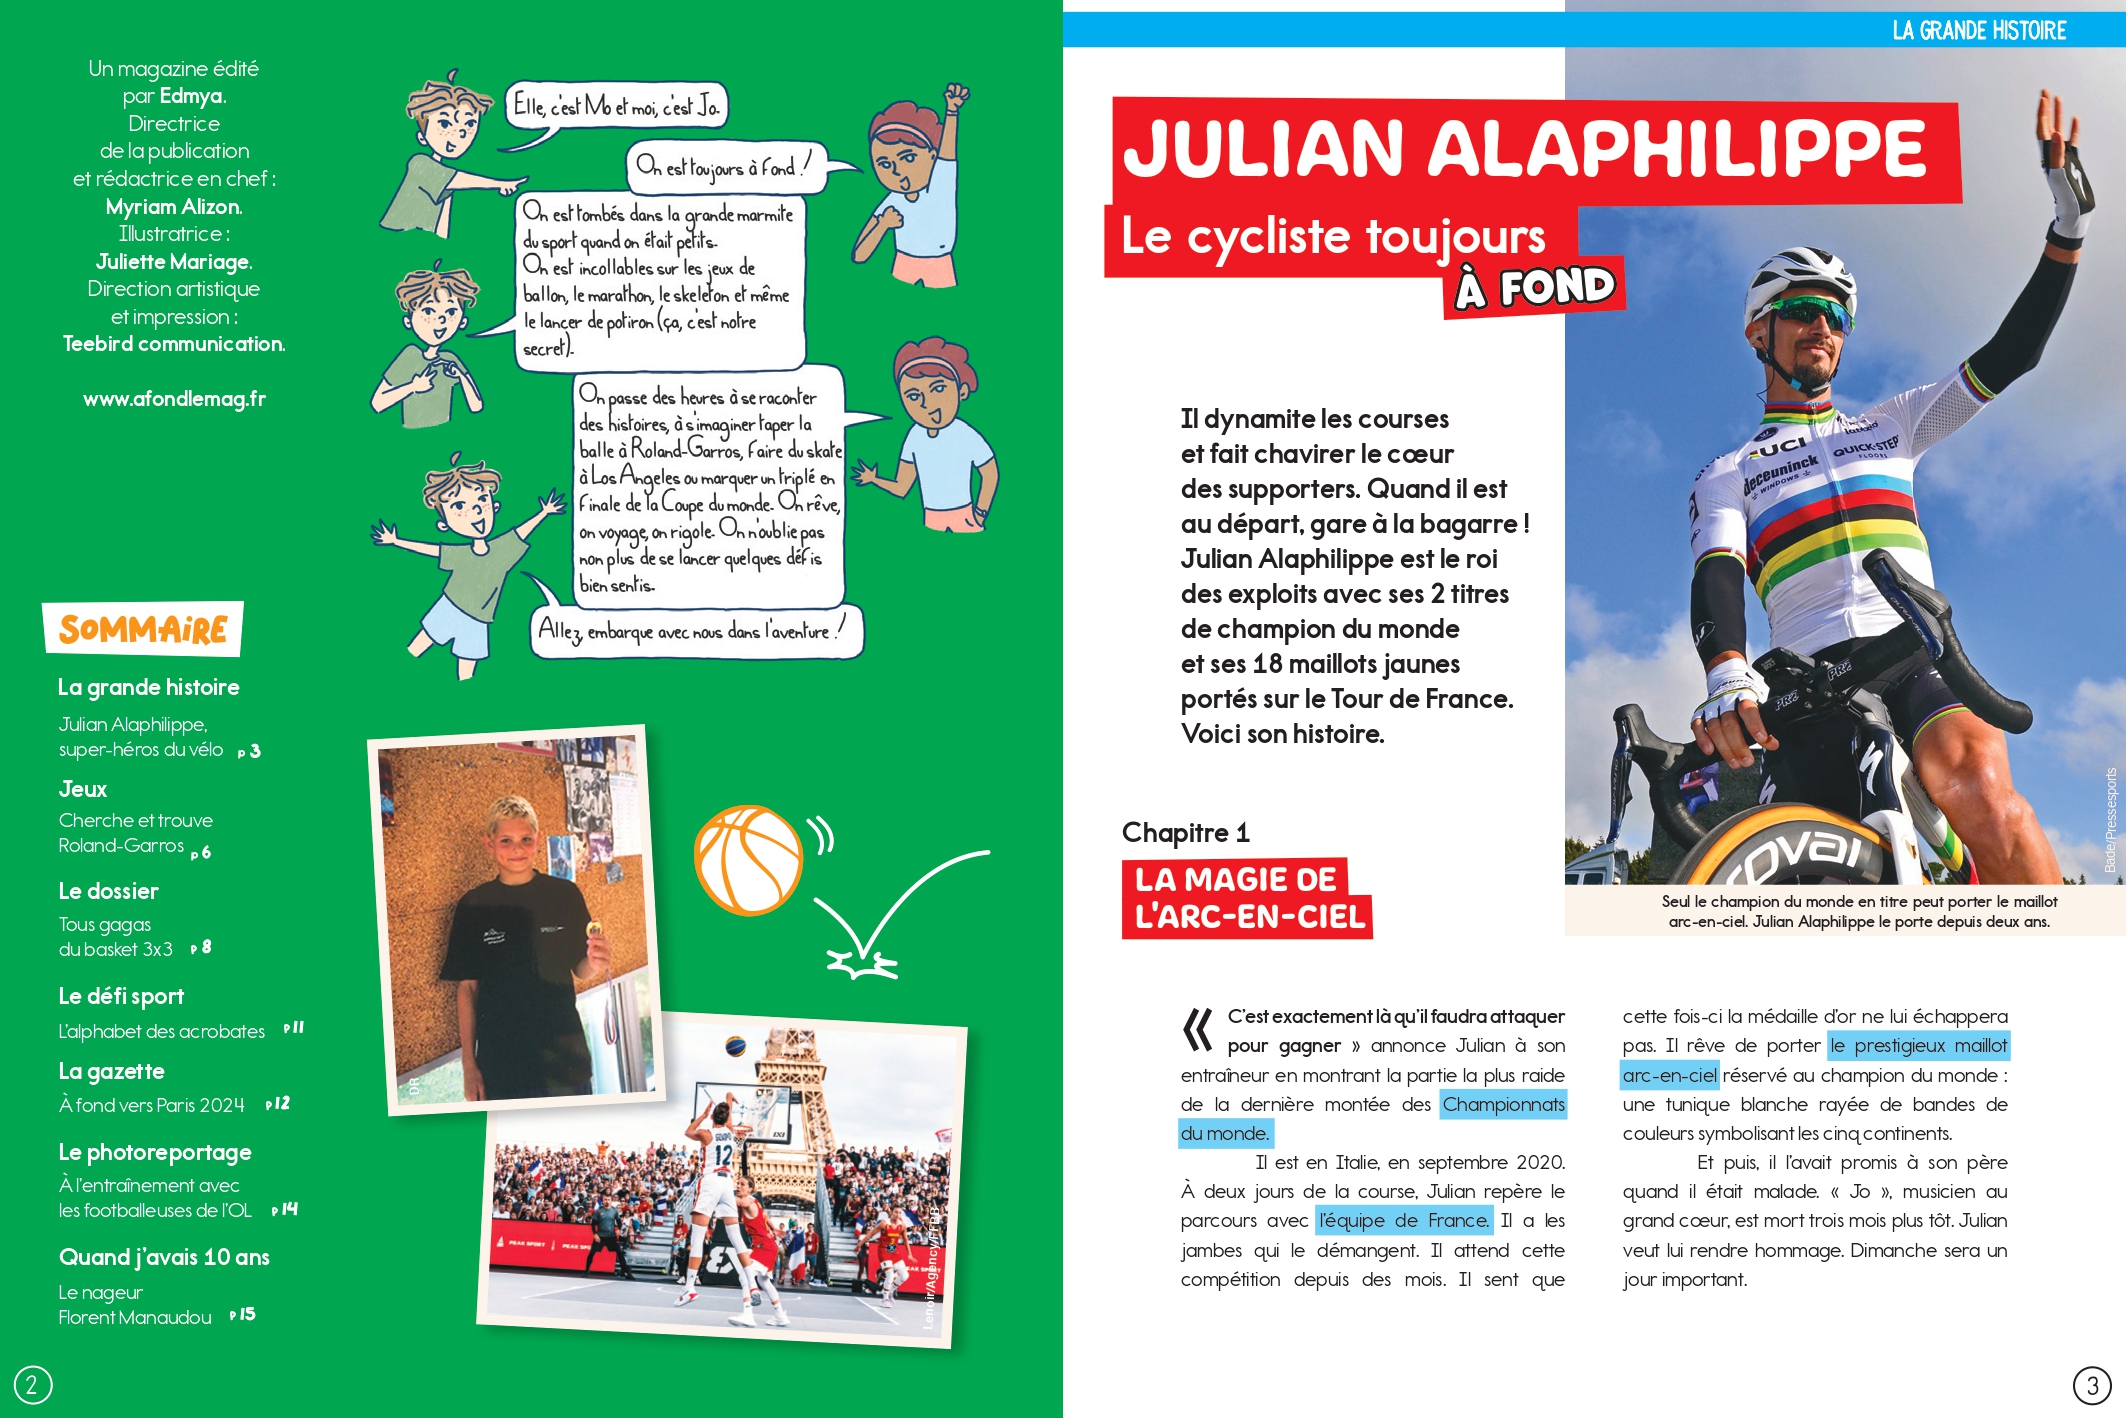 Un magazine édité
par Edmya.
Directrice
de la publication
et rédactrice en chef :
Myriam Alizon.
Illustratrice :
Juliette Mariage.
Direction artistique
et impression :
Teebird communication.
www.afondlemag.fr
Elle, c'est Mo et moi, c'est Jo.
On est toujours à fond !
On est tombés dans la grande marmite
du sport quand on était petits.
On est incollables sur les jeux de
ballon, le marathon, le skeleton et même
le lancer de potiron (ça, c'est notre
secret).
On passe des heures à se raconter
des histoires, à s'imaginer taper la
balle à Roland-Garros, faire du skate
à Los Angeles ou marquer un triplé en
finale de la Coupe du monde. On rêve,
on voyage, on rigole. On n'oublie pas
non plus de se lancer quelques défis
bien sentis.
Allez, embarque avec nous dans l'aventure !
SOMMAiRE
La grande histoire
Julian Alaphilippe,
super-héros du vélo p 3
Jeux
Cherche et trouve
Roland-Garros p 6
Le dossier
Tous gagas
du basket 3x3 p 8
Le défi sport
L'alphabet des acrobates p 11
La gazette
À fond vers Paris 2024 p 12
Le photoreportage
À l'entraînement avec
les footballeuses de l'OL p 14
Quand j'avais 10 ans
Le nageur
Florent Manaudou p 15
DR
12
PEAK SPORT
PEAK SPORT
Lenoir/Agency/FFBB
2
LA GRANDE HISTOIRE
JULIAN ALAPHILIPPE
Le cycliste toujours
À FOND
Il dynamite les courses
et fait chavirer le cœur
des supporters. Quand il est
au départ, gare à la bagarre !
Julian Alaphilippe est le roi
des exploits avec ses 2 titres
de champion du monde
et ses 18 maillots jaunes
portés sur le Tour de France.
Voici son histoire.
UCI
deceuninck
WINDOWS
QUICK-STEP
FLOORS
PRO
PRO
roval
Bade/Pressesports
Seul le champion du monde en titre peut porter le maillot
arc-en-ciel. Julian Alaphilippe le porte depuis deux ans.
Chapitre 1
LA MAGIE DE
L'ARC-EN-CIEL
« C'est exactement là qu'il faudra attaquer
pour gagner » annonce Julian à son
entraîneur en montrant la partie la plus raide
de la dernière montée des Championnats
du monde.
Il est en Italie, en septembre 2020.
À deux jours de la course, Julian repère le
parcours avec l'équipe de France. Il a les
jambes qui le démangent. Il attend cette
compétition depuis des mois. Il sent que
cette fois-ci la médaille d'or ne lui échappera
pas. Il rêve de porter le prestigieux maillot
arc-en-ciel réservé au champion du monde :
une tunique blanche rayée de bandes de
couleurs symbolisant les cinq continents.
Et puis, il l'avait promis à son père
quand il était malade. « Jo », musicien au
grand cœur, est mort trois mois plus tôt. Julian
veut lui rendre hommage. Dimanche sera un
jour important.
3